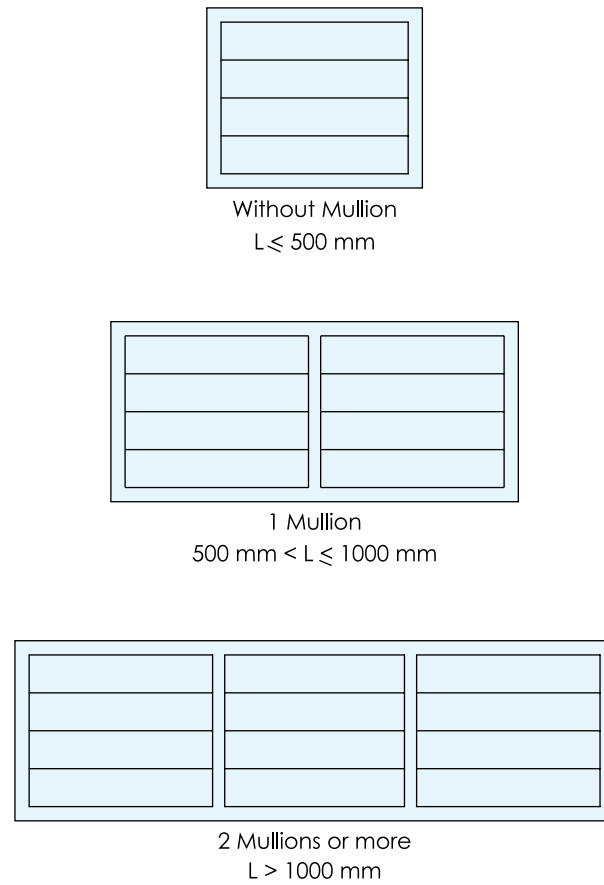 Without Mullion
L ⩽ 500 mm
1 Mullion
500 mm < L ⩽ 1000 mm
2 Mullions or more
L > 1000 mm